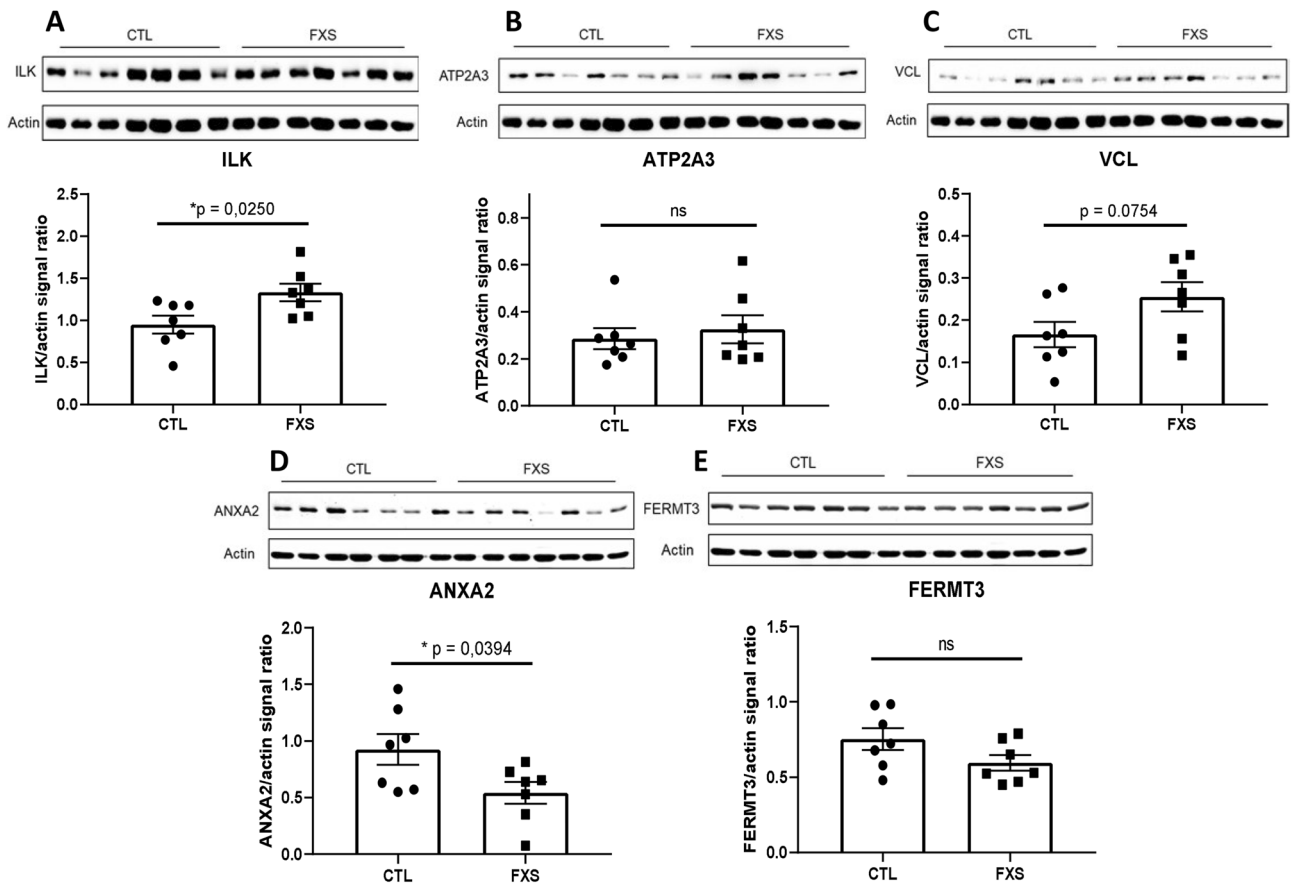 A
CTL FXS
ILK
Actin
ILK
ILK/actin signal ratio
2.5
2.0
1.5
1.0
0.5
0.0
*p = 0,0250
CTL FXS
B
CTL FXS
ATP2A3
Actin
ATP2A3
ATP2A3/actin signal ratio
0.8
0.6
0.4
0.2
0.0
ns
CTL FXS
C
CTL FXS
VCL
Actin
VCL
VCL/actin signal ratio
0.5
0.4
0.3
0.2
0.1
0.0
p = 0.0754
CTL FXS
D
CTL FXS
ANXA2
Actin
ANXA2
ANXA2/actin signal ratio
2.0
1.5
1.0
0.5
0.0
* p = 0,0394
CTL FXS
E
CTL FXS
FERMT3
Actin
FERMT3
FERMT3/actin signal ratio
1.5
1.0
0.5
0.0
ns
CTL FXS